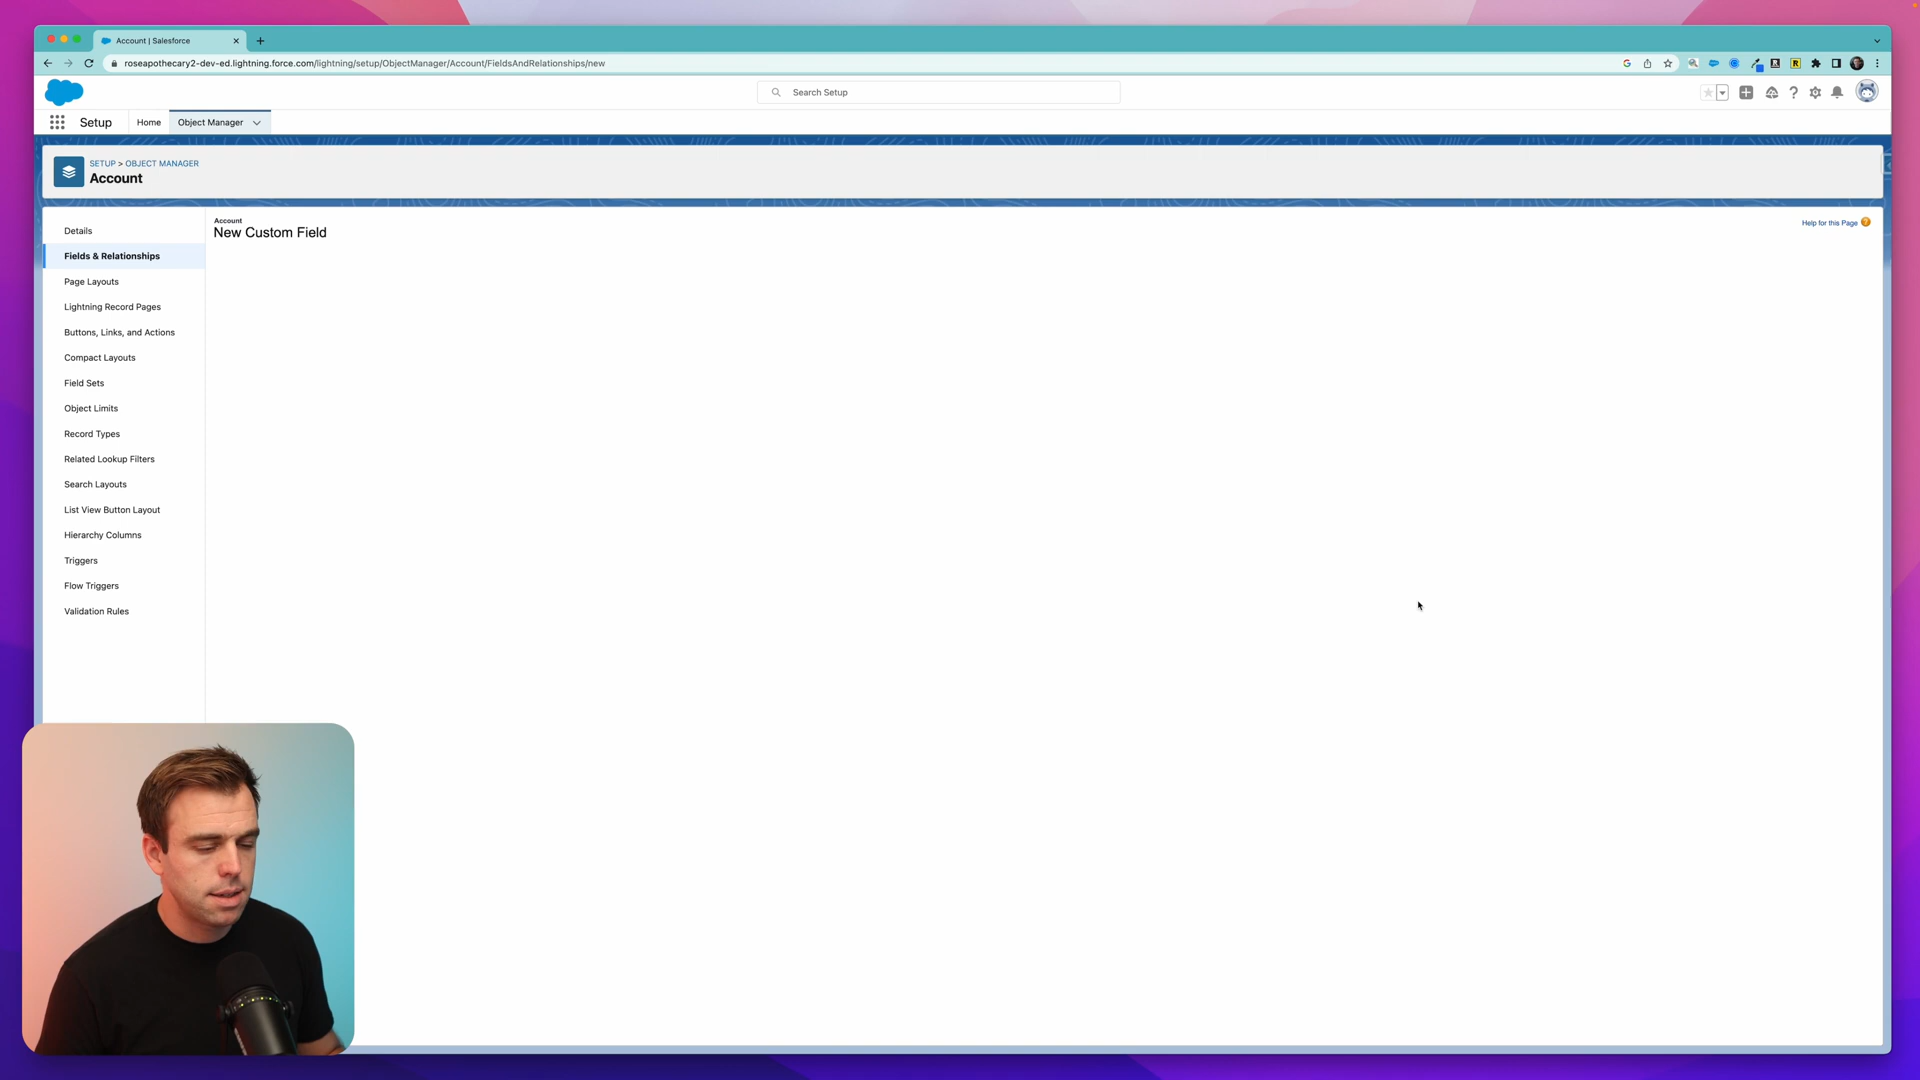 Account | Salesforce
roseapothecary2-dev-ed.lightning.force.com/lightning/setup/ObjectManager/Account/FieldsAndRelationships/new
Search Setup
Setup
Home
Object Manager
SETUP > OBJECT MANAGER
Account
Details
Fields & Relationships
Page Layouts
Lightning Record Pages
Buttons, Links, and Actions
Compact Layouts
Field Sets
Object Limits
Record Types
Related Lookup Filters
Search Layouts
List View Button Layout
Hierarchy Columns
Triggers
Flow Triggers
Validation Rules
Account
New Custom Field
Help for this Page